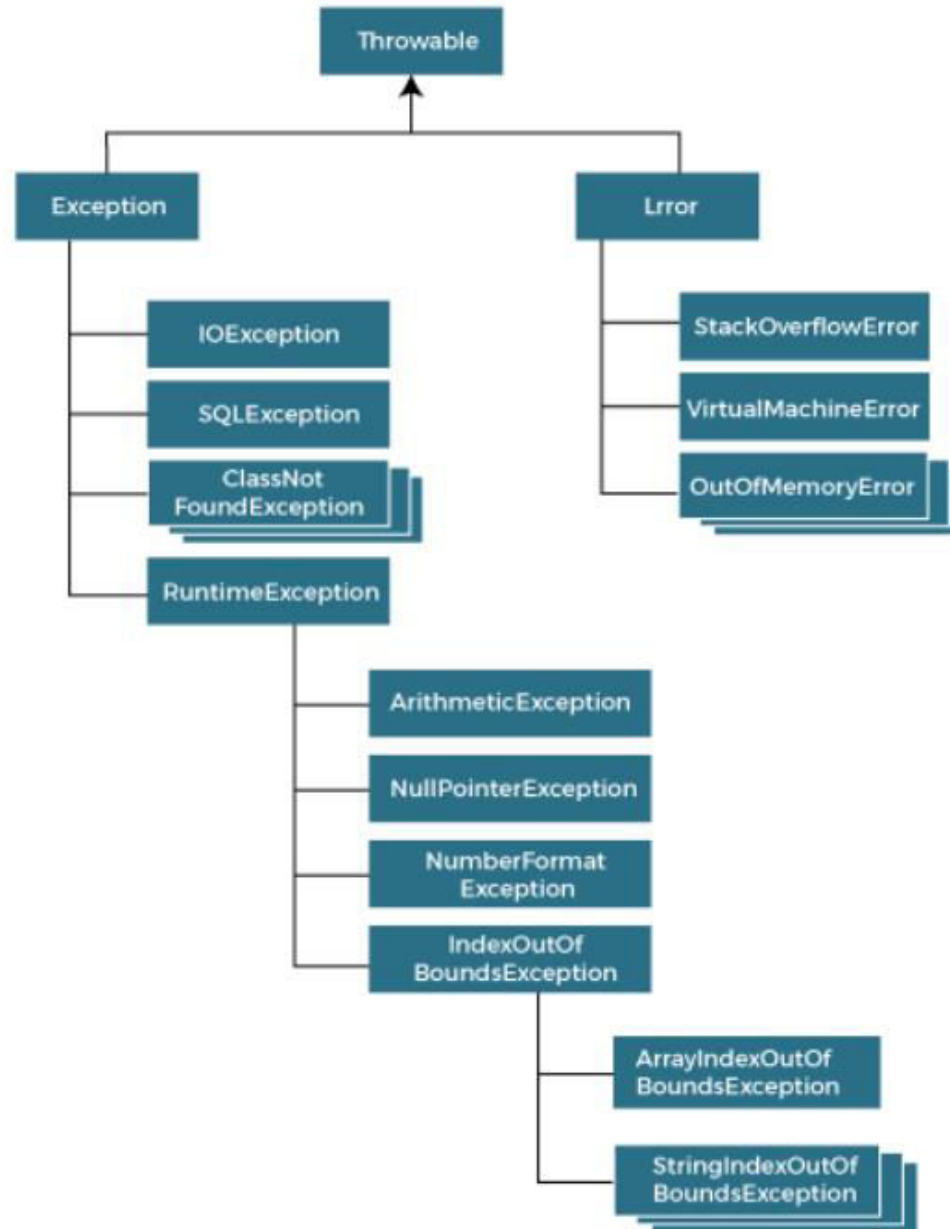 Throwable
Exception
Lrror
IOException
SQLException
ClassNot
FoundException
RuntimeException
StackOverflowError
VirtualMachineError
OutOfMemoryError
ArithmeticException
NullPointerException
NumberFormat
Exception
IndexOutOf
BoundsException
ArrayIndexOutOf
BoundsException
StringIndexOutOf
BoundsException